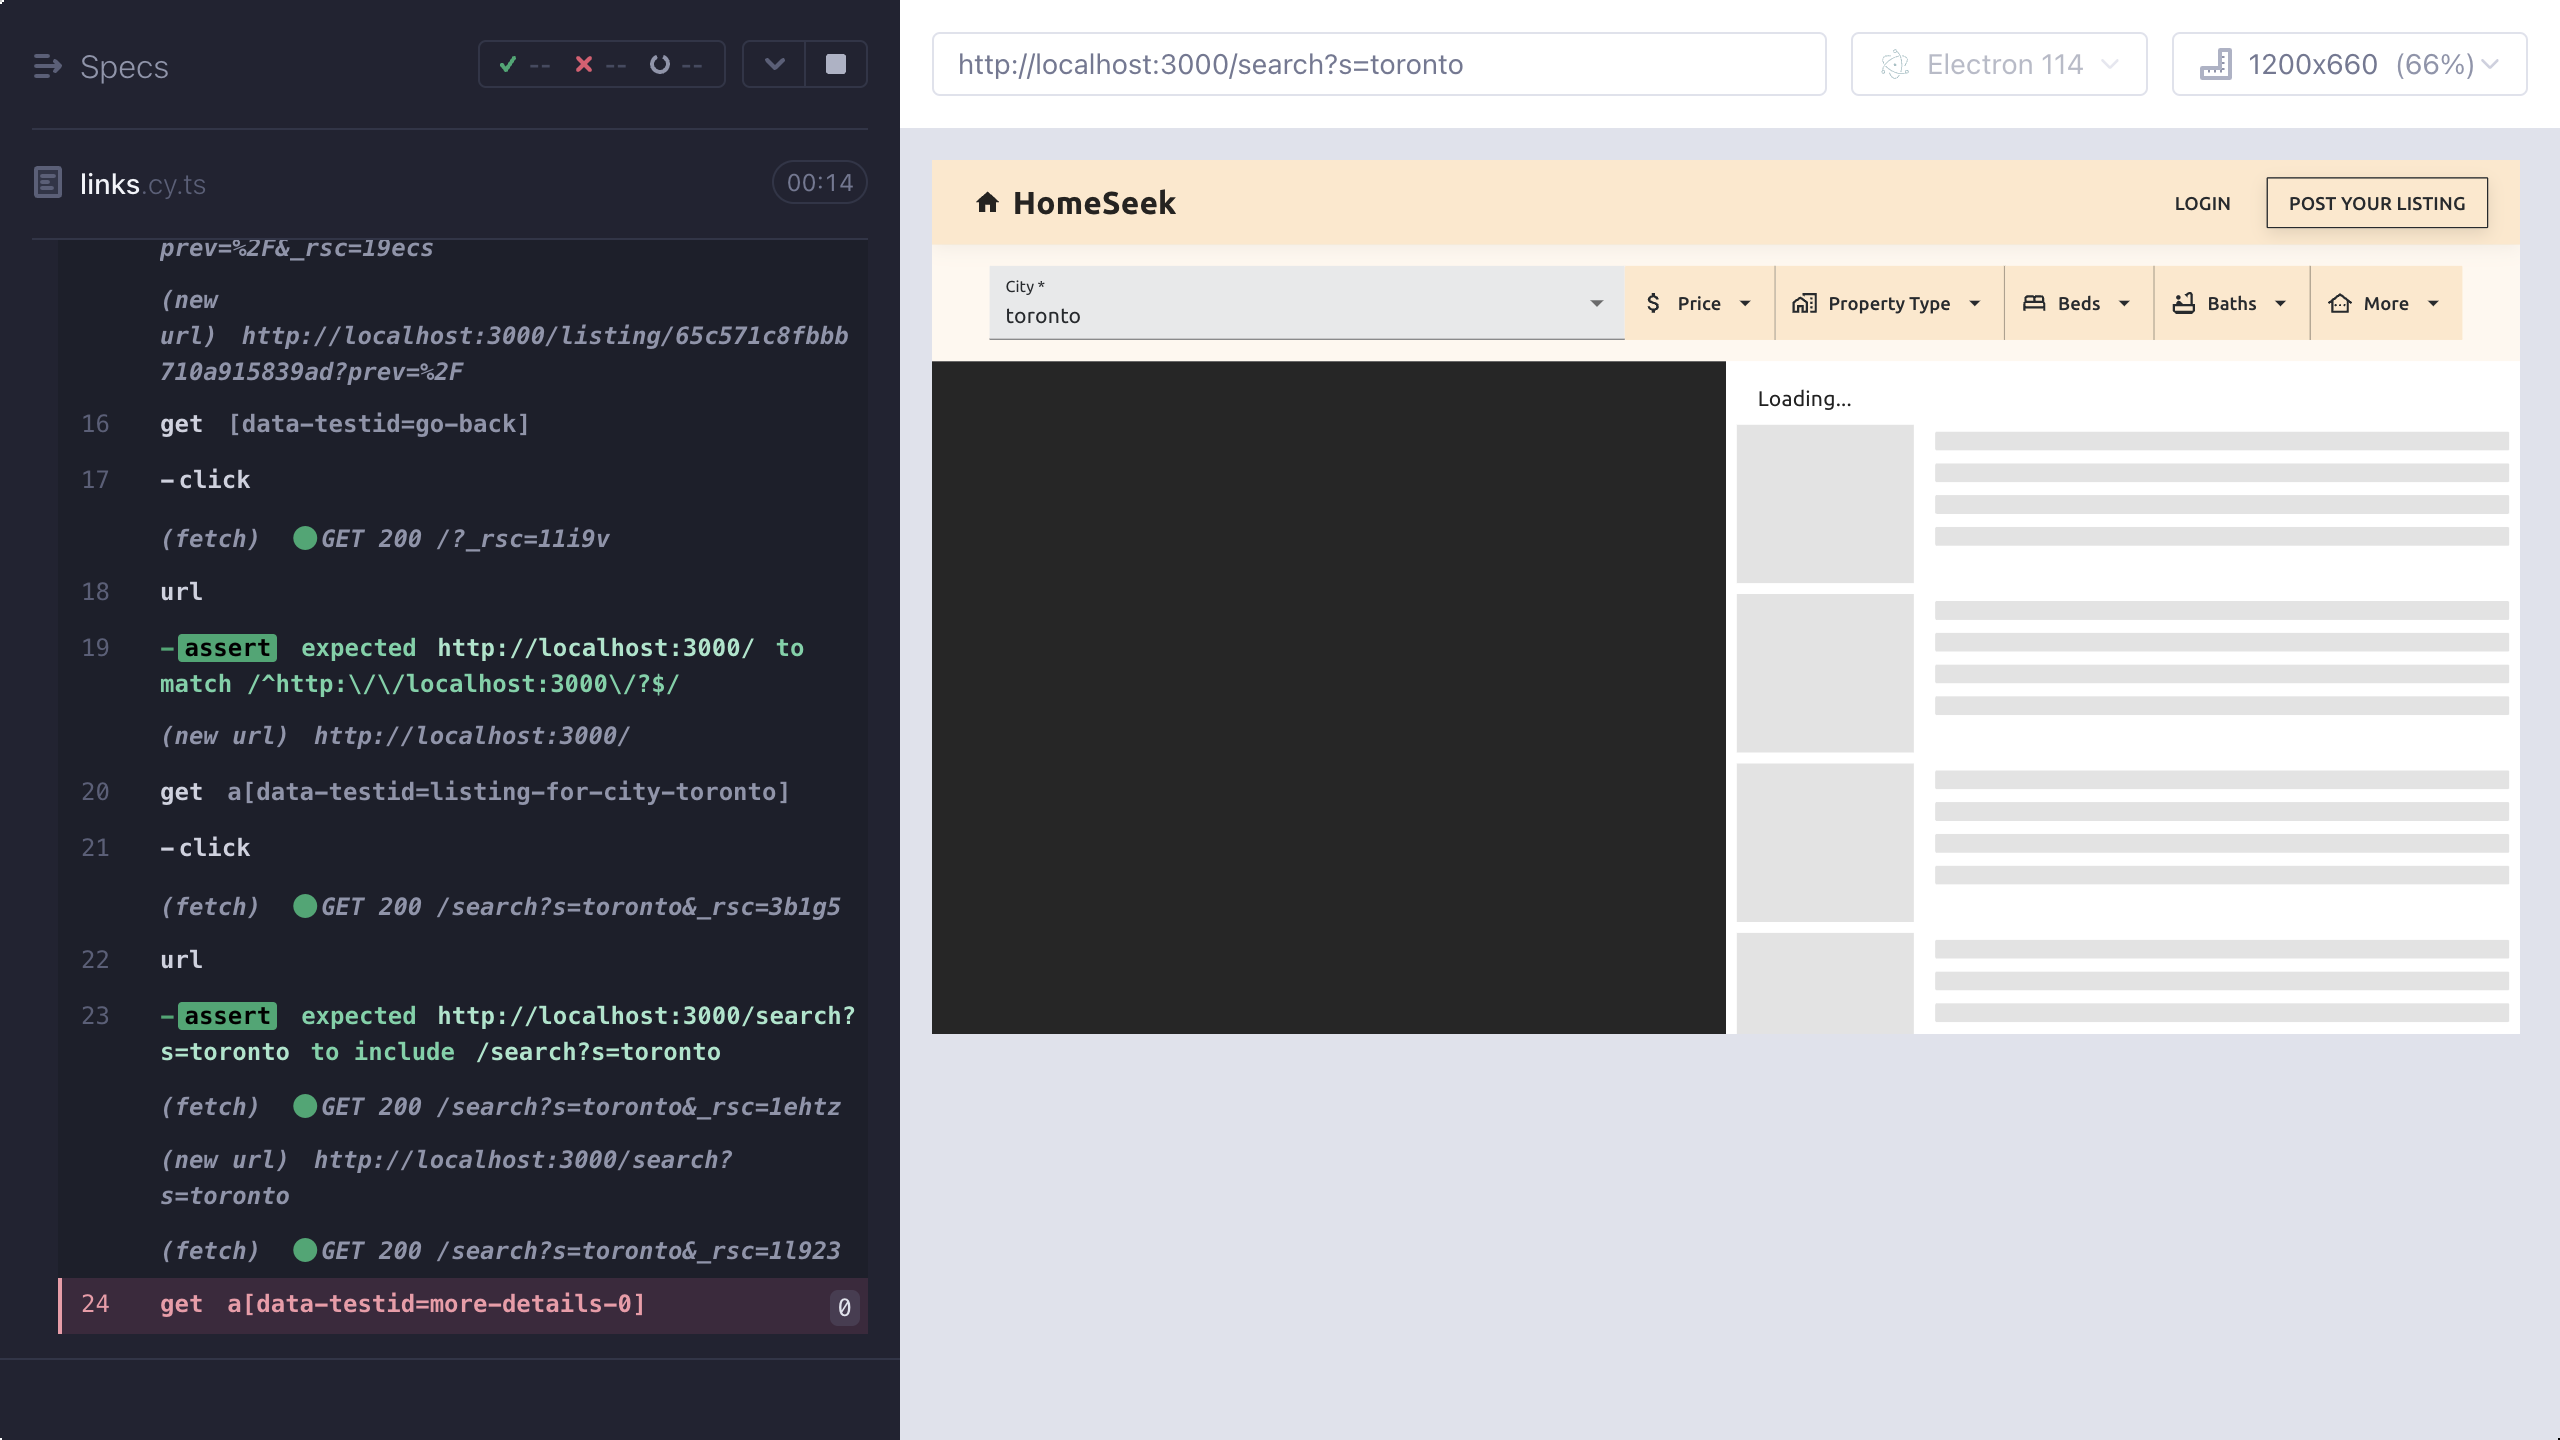 Specs
-- -- --
links.cy.ts
00:14
prev=%2F&_rsc=19ecs
(new
url) http://localhost:3000/listing/65c571c8fbbb
710a915839ad?prev=%2F
16 get [data-testid=go-back]
17 -click
(fetch) GET 200 /?_rsc=11i9v
18 url
19 -assert expected http://localhost:3000/ to
match /^http:\/\/localhost:3000\/?$/
(new url) http://localhost:3000/
20 get a[data-testid=listing-for-city-toronto]
21 -click
(fetch) GET 200 /search?s=toronto&_rsc=3b1g5
22 url
23 -assert expected http://localhost:3000/search?
s=toronto to include /search?s=toronto
(fetch) GET 200 /search?s=toronto&_rsc=1ehtz
(new url) http://localhost:3000/search?
s=toronto
(fetch) GET 200 /search?s=toronto&_rsc=1l923
24 get a[data-testid=more-details-0] 0
http://localhost:3000/search?s=toronto
Electron 114
1200x660 (66%)
HomeSeek
LOGIN
POST YOUR LISTING
City *
toronto
Price
Property Type
Beds
Baths
More
Loading...